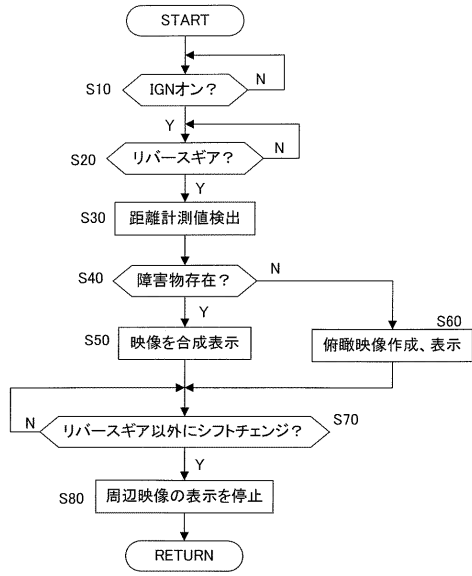 START
S10
IGNオン？
N
Y
S20
リバースギア？
N
Y
S30
距離計測値検出
S40
障害物存在？
N
Y
S50
映像を合成表示
S60
俯瞰映像作成、表示
N
リバースギア以外にシフトチェンジ？
S70
Y
S80
周辺映像の表示を停止
RETURN